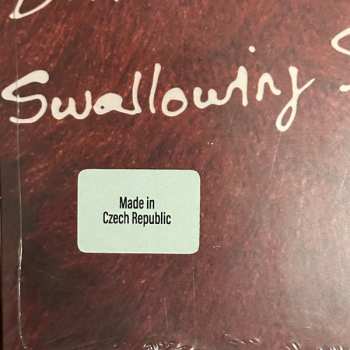 Swallowing
Made in
Czech Republic